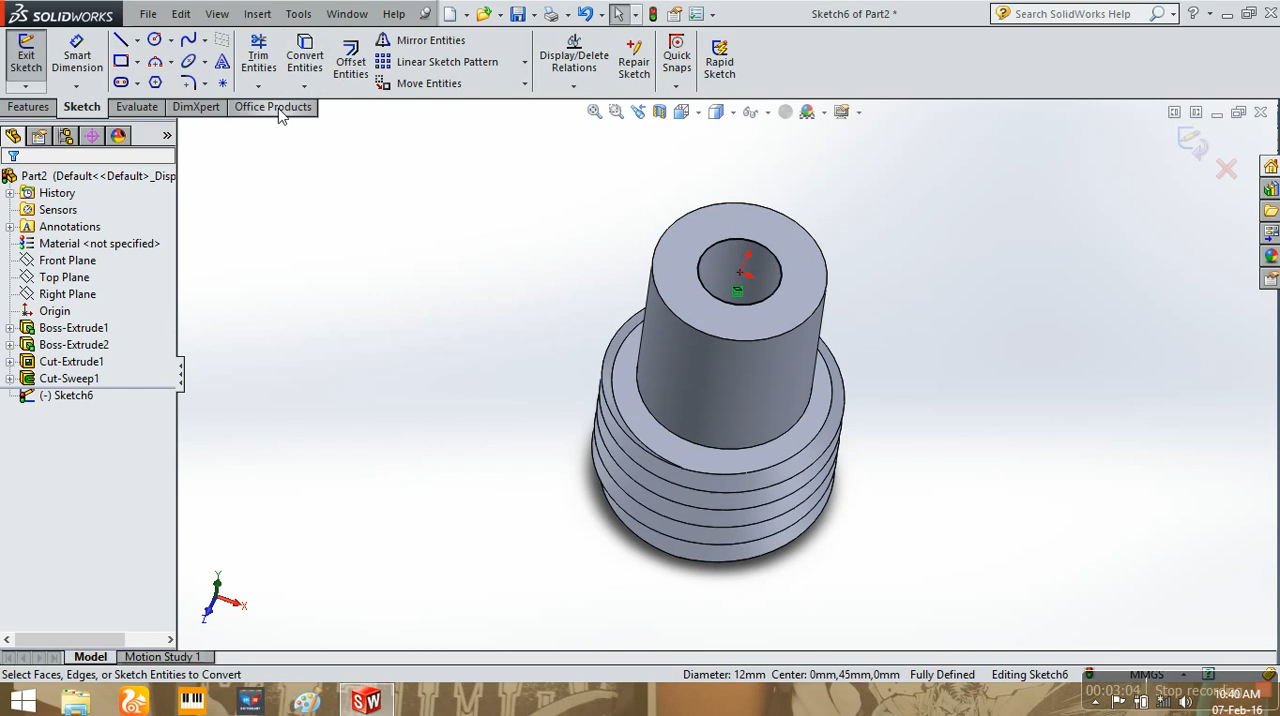 SOLIDWORKS File Edit View Insert Tools Window Help Sketch6 of Part2 * Search SolidWorks Help
Exit Sketch
Smart Dimension
Trim Entities
Convert Entities
Offset Entities
Mirror Entities
Linear Sketch Pattern
Move Entities
Display/Delete Relations
Repair Sketch
Quick Snaps
Rapid Sketch
Features Sketch Evaluate DimXpert Office Products
Part2 (Default<<Default>_Disp
History
Sensors
Annotations
Material <not specified>
Front Plane
Top Plane
Right Plane
Origin
Boss-Extrude1
Boss-Extrude2
Cut-Extrude1
Cut-Sweep1
(-) Sketch6
Y
X
Z
Model Motion Study 1
Select Faces, Edges, or Sketch Entities to Convert Diameter: 12mm Center: 0mm,45mm,0mm Fully Defined Editing Sketch6 MMGS
00:03:04 Stop recording
10:40 AM
07-Feb-16